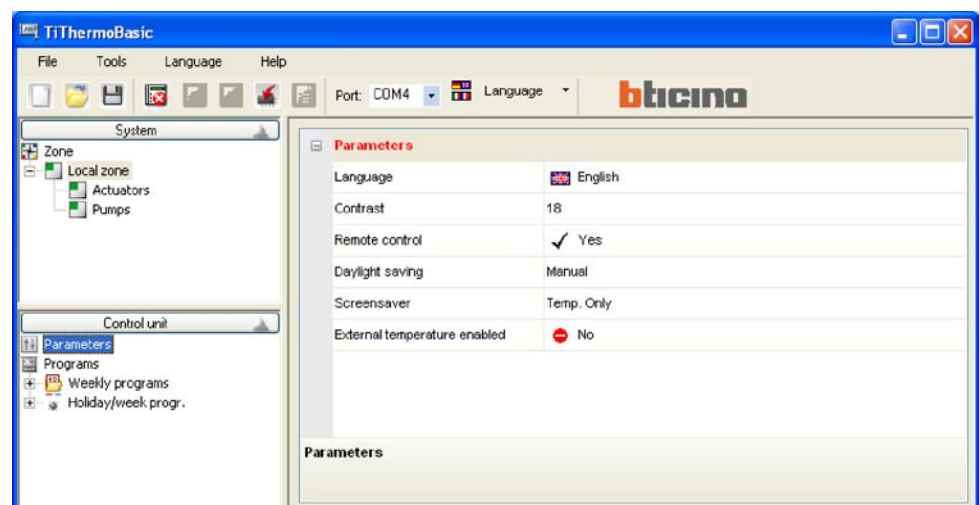 TiThermoBasic
File Tools Language Help
Port: COM4 Language bticino
System
Zone
Local zone
Actuators
Pumps
Control unit
Parameters
Programs
Weekly programs
Holiday/week progr.
Parameters
Language English
Contrast 18
Remote control Yes
Daylight saving Manual
Screensaver Temp. Only
External temperature enabled No
Parameters